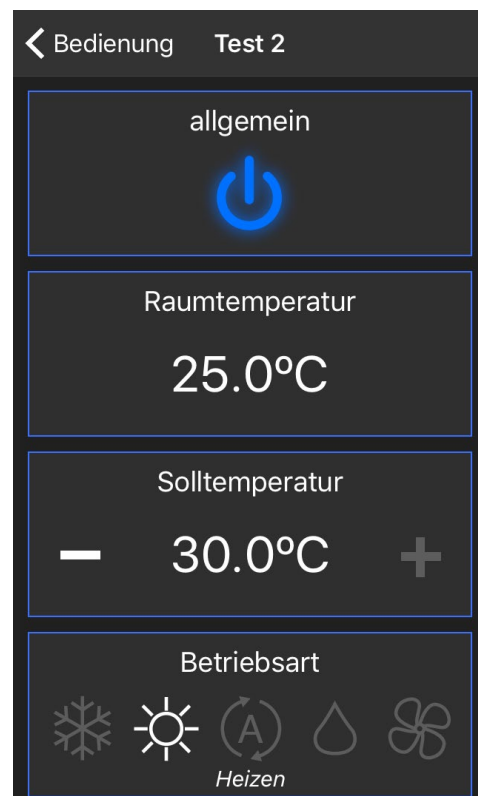 Bedienung Test 2
allgemein
Raumtemperatur
25.0ºC
Solltemperatur
30.0ºC
Betriebsart
A
Heizen